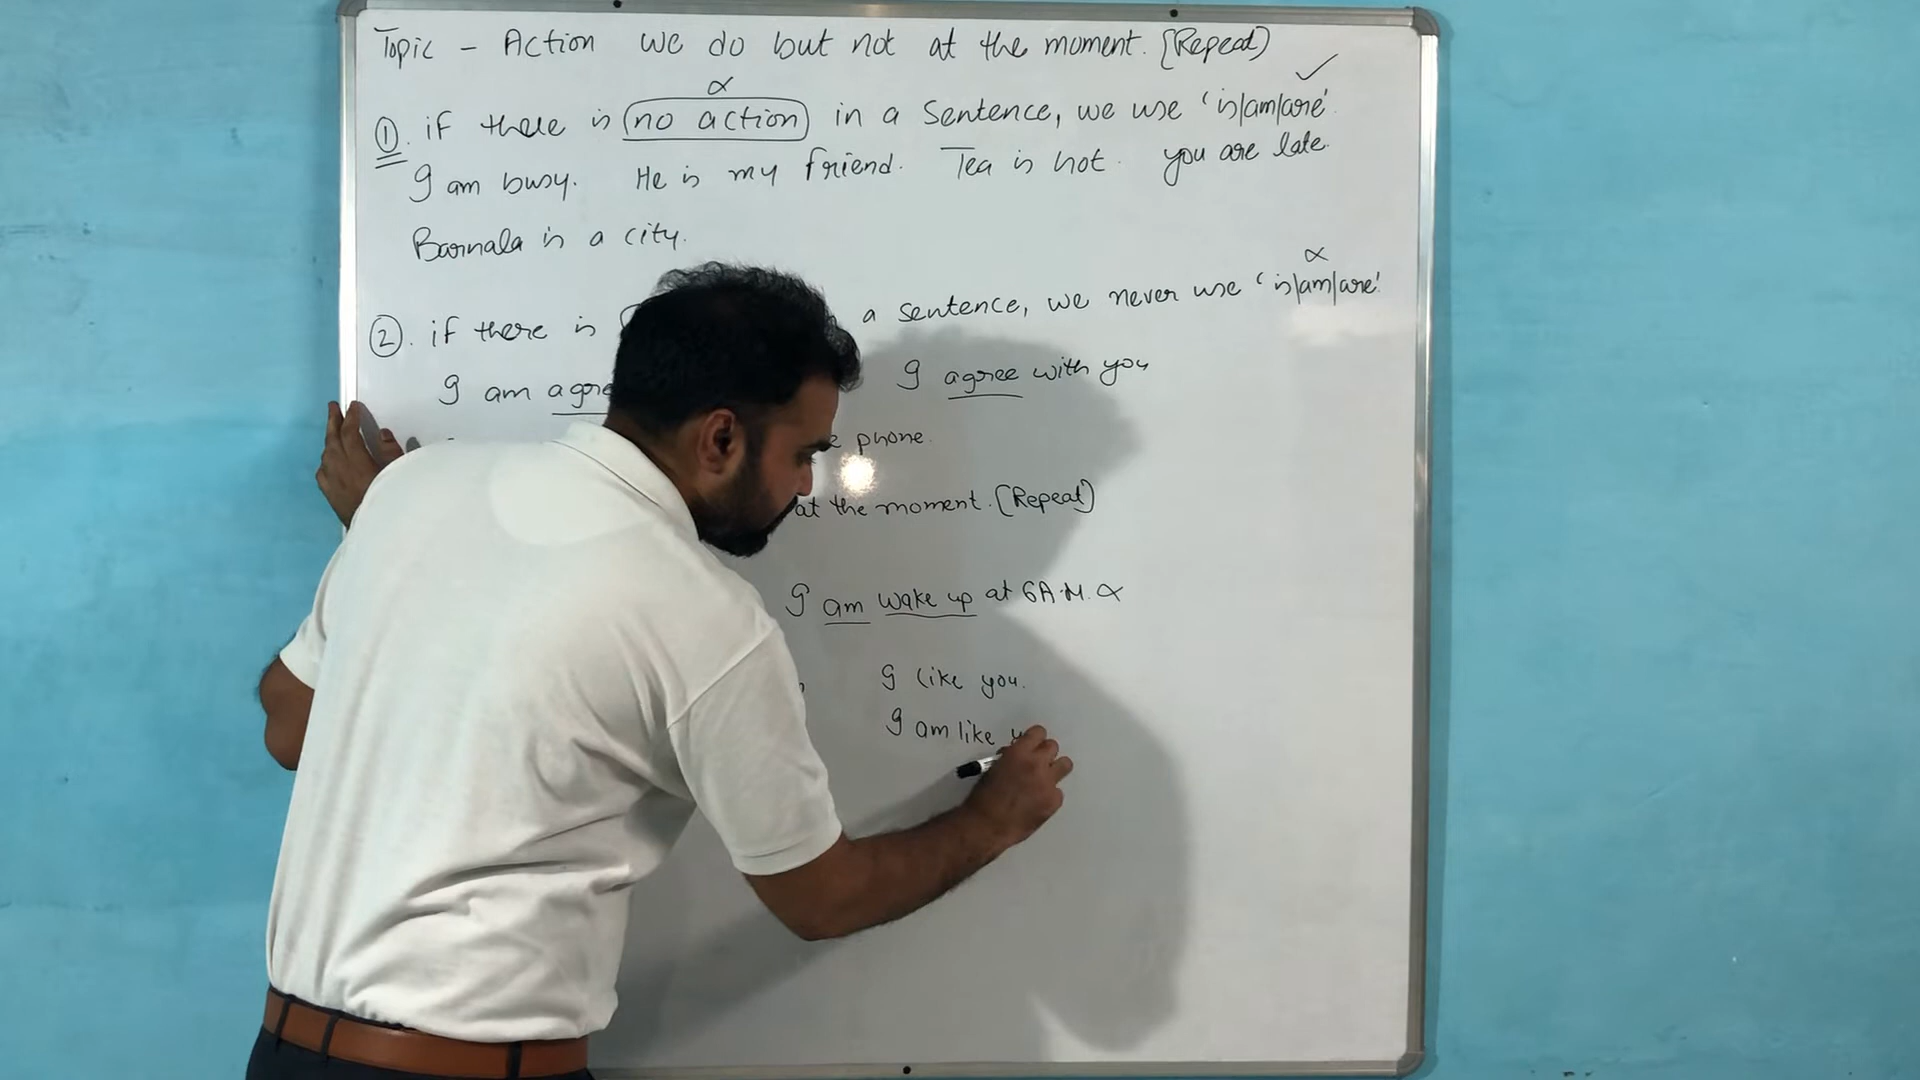 Topic - Action we do but not at the moment. (Repeat)
① if there is no action in a sentence, we use 'is/am/are'.
I am busy. He is my friend. Tea is hot. you are late.
Barnala is a city.
② if there is a sentence, we never use 'is/am/are'.
I am I agree with you
phone.
at the moment. (Repeat)
I am wake up at 6 A.M.
I like you.
I am like